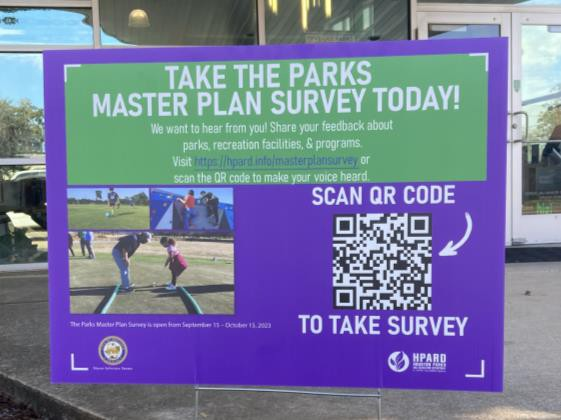 TAKE THE PARKS
MASTER PLAN SURVEY TODAY!
We want to hear from you! Share your feedback about
parks, recreation facilities, & programs.
Visit https://hpard.info/masterplansurvey or
scan the QR code to make your voice heard.
SCAN QR CODE
TO TAKE SURVEY
The Parks Master Plan Survey is open from September 15 – October 13, 2023
HPARD
HOUSTON PARKS